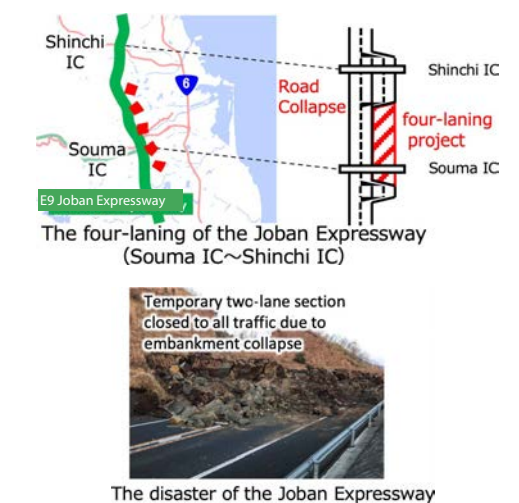 Shinchi
IC
6
Souma
IC
E9 Joban Expressway
Road
Collapse
Shinchi IC
four-laning
project
Souma IC
The four-laning of the Joban Expressway
(Souma IC～Shinchi IC)
Temporary two-lane section
closed to all traffic due to
embankment collapse
The disaster of the Joban Expressway